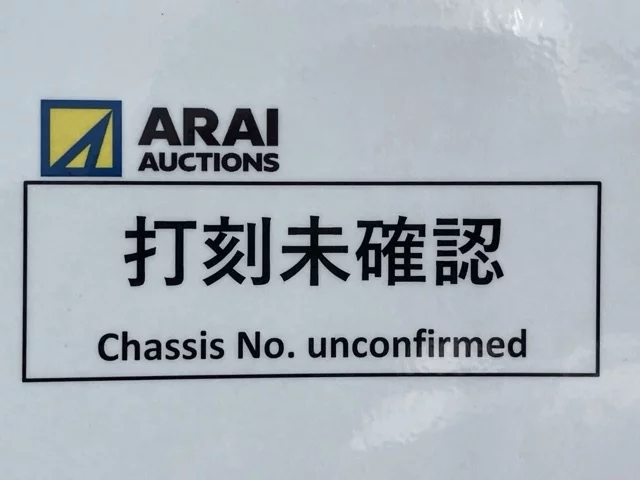 ARAI
AUCTIONS
打刻未確認
Chassis No. unconfirmed